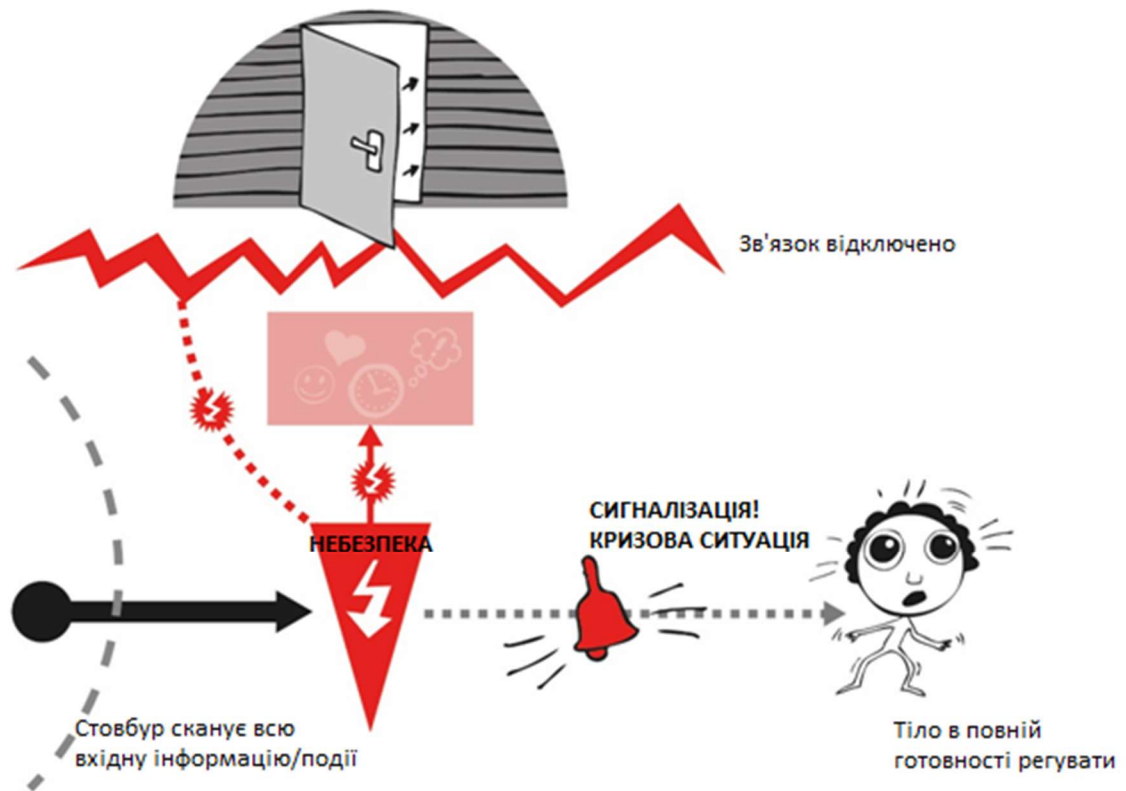 Зв'язок відключено
НЕБЕЗПЕКА
СИГНАЛІЗАЦІЯ!
КРИЗОВА СИТУАЦІЯ
Стовбур сканує всю
вхідну інформацію/події
Тіло в повній
готовності регувати